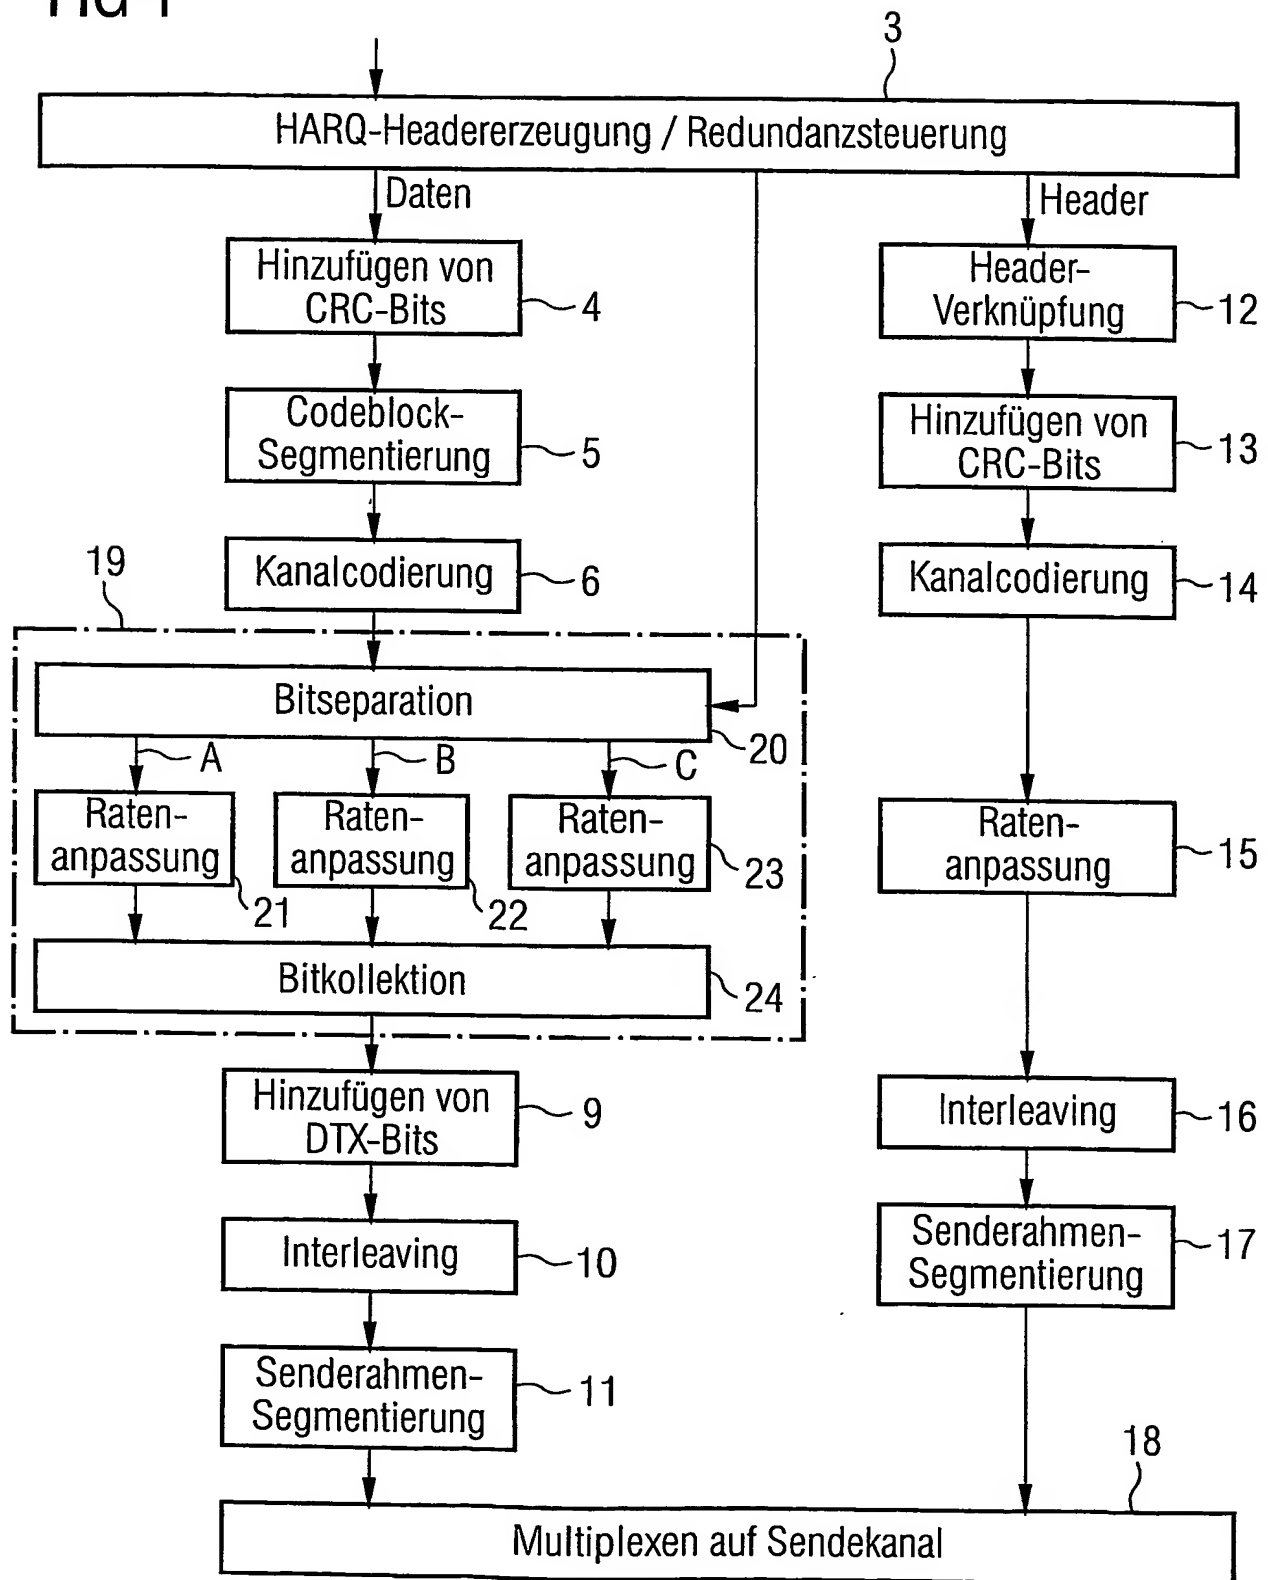 3
HARQ-Headererzeugung / Redundanzsteuerung
Daten
Header
Hinzufügen von
CRC-Bits
4
Header-
Verknüpfung
12
Codeblock-
Segmentierung
5
Hinzufügen von
CRC-Bits
13
19
Kanalcodierung
6
Kanalcodierung
14
Bitseparation
20
A
B
C
Raten-
anpassung
21
Raten-
anpassung
22
Raten-
anpassung
23
Raten-
anpassung
15
Bitkollektion
24
Hinzufügen von
DTX-Bits
9
Interleaving
16
Interleaving
10
Senderahmen-
Segmentierung
17
Senderahmen-
Segmentierung
11
18
Multiplexen auf Sendekanal